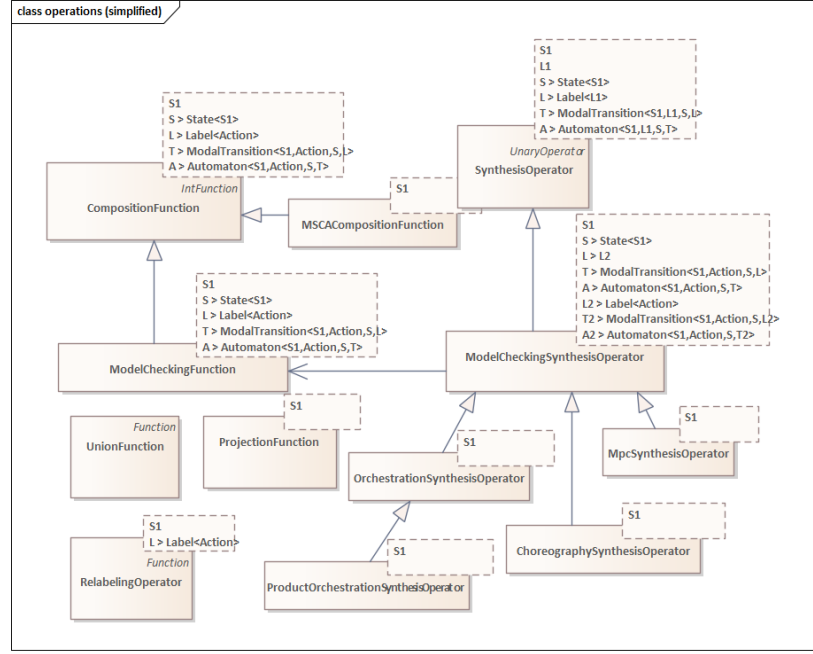 class operations (simplified)
S1
L1
S > State<S1>
L > Label<L1>
T > ModalTransition<S1,L1,S,L>
A > Automaton<S1,L1,S,T>
UnaryOperator
SynthesisOperator
S1
S > State<S1>
L > Label<Action>
T > ModalTransition<S1,Action,S,L>
A > Automaton<S1,Action,S,T>
IntFunction
CompositionFunction
S1
MSCACompositionFunction
S1
S > State<S1>
L > L2
T > ModalTransition<S1,Action,S,L>
A > Automaton<S1,Action,S,T>
L2 > Label<Action>
T2 > ModalTransition<S1,Action,S,L2>
A2 > Automaton<S1,Action,S,T2>
ModelCheckingSynthesisOperator
S1
S > State<S1>
L > Label<Action>
T > ModalTransition<S1,Action,S,L>
A > Automaton<S1,Action,S,T>
ModelCheckingFunction
Function
UnionFunction
S1
ProjectionFunction
S1
OrchestrationSynthesisOperator
S1
MpcSynthesisOperator
S1
L > Label<Action>
Function
RelabelingOperator
S1
ProductOrchestrationSynthesisOperator
S1
ChoreographySynthesisOperator